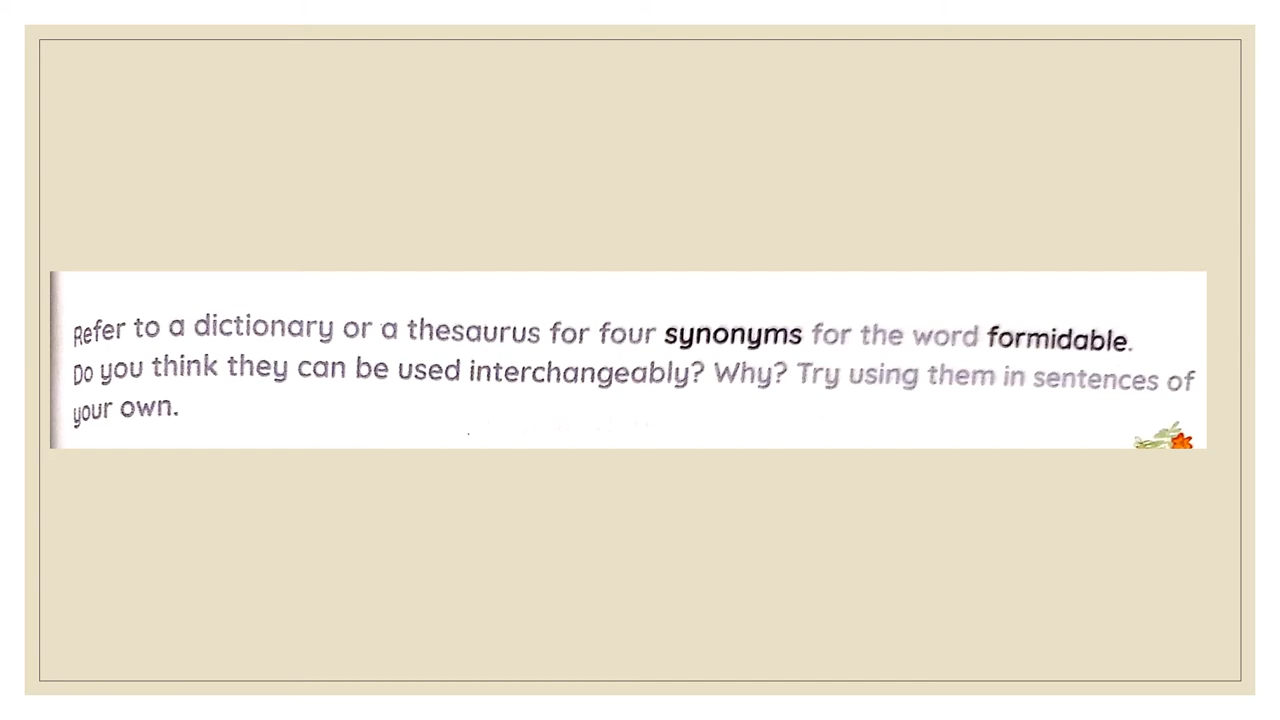 Refer to a dictionary or a thesaurus for four synonyms for the word formidable.
Do you think they can be used interchangeably? Why? Try using them in sentences of
your own.